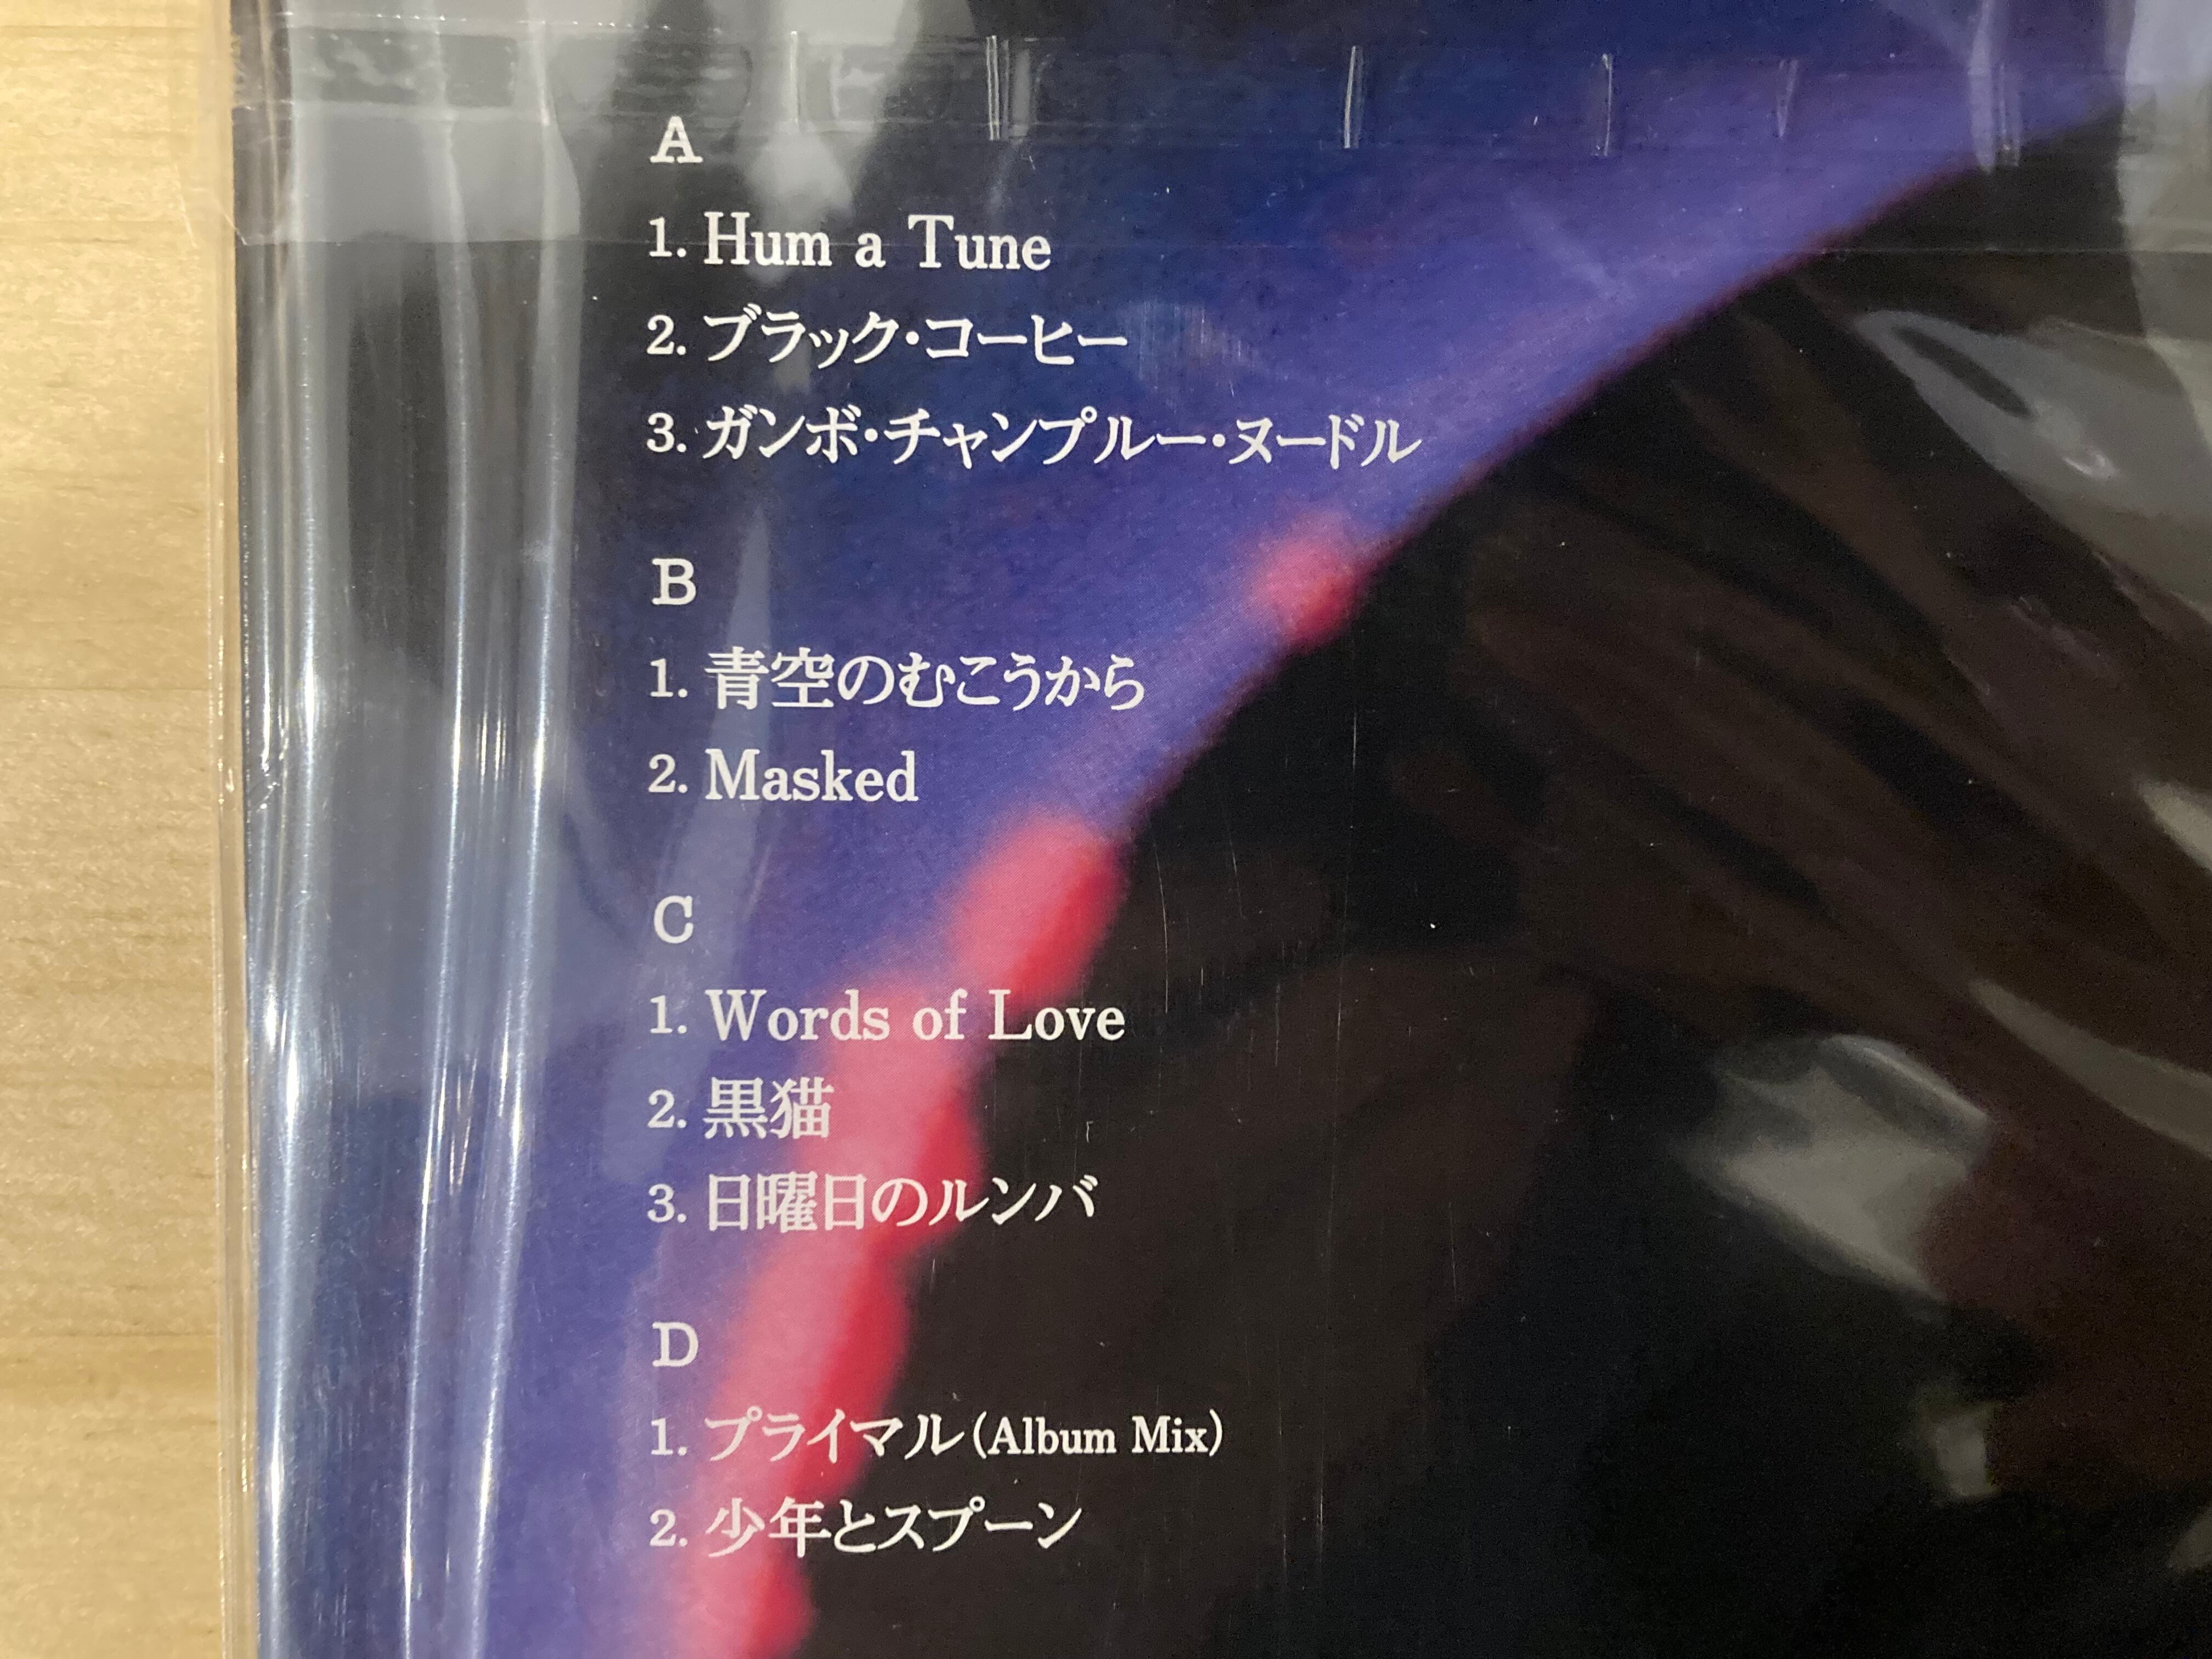 A
1. Hum a Tune
2. ブラック・コーヒー
3. ガンボ・チャンプルー・ヌードル
B
1. 青空のむこうから
2. Masked
C
1. Words of Love
2. 黒猫
3. 日曜日のルンバ
D
1. プライマル(Album Mix)
2. 少年とスプーン